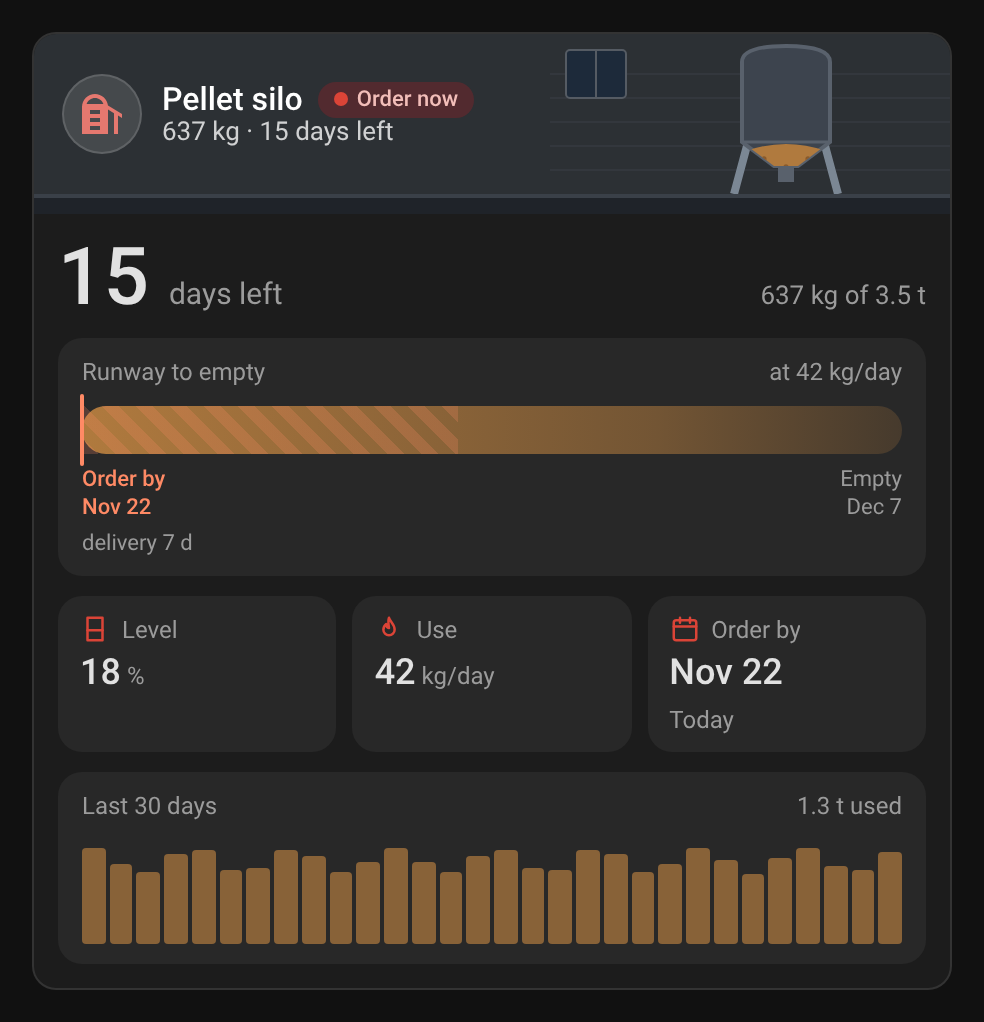 Pellet silo
Order now
637 kg · 15 days left
15 days left
637 kg of 3.5 t
Runway to empty
at 42 kg/day
Order by
Nov 22
Empty
Dec 7
delivery 7 d
Level
18 %
Use
42 kg/day
Order by
Nov 22
Today
Last 30 days
1.3 t used